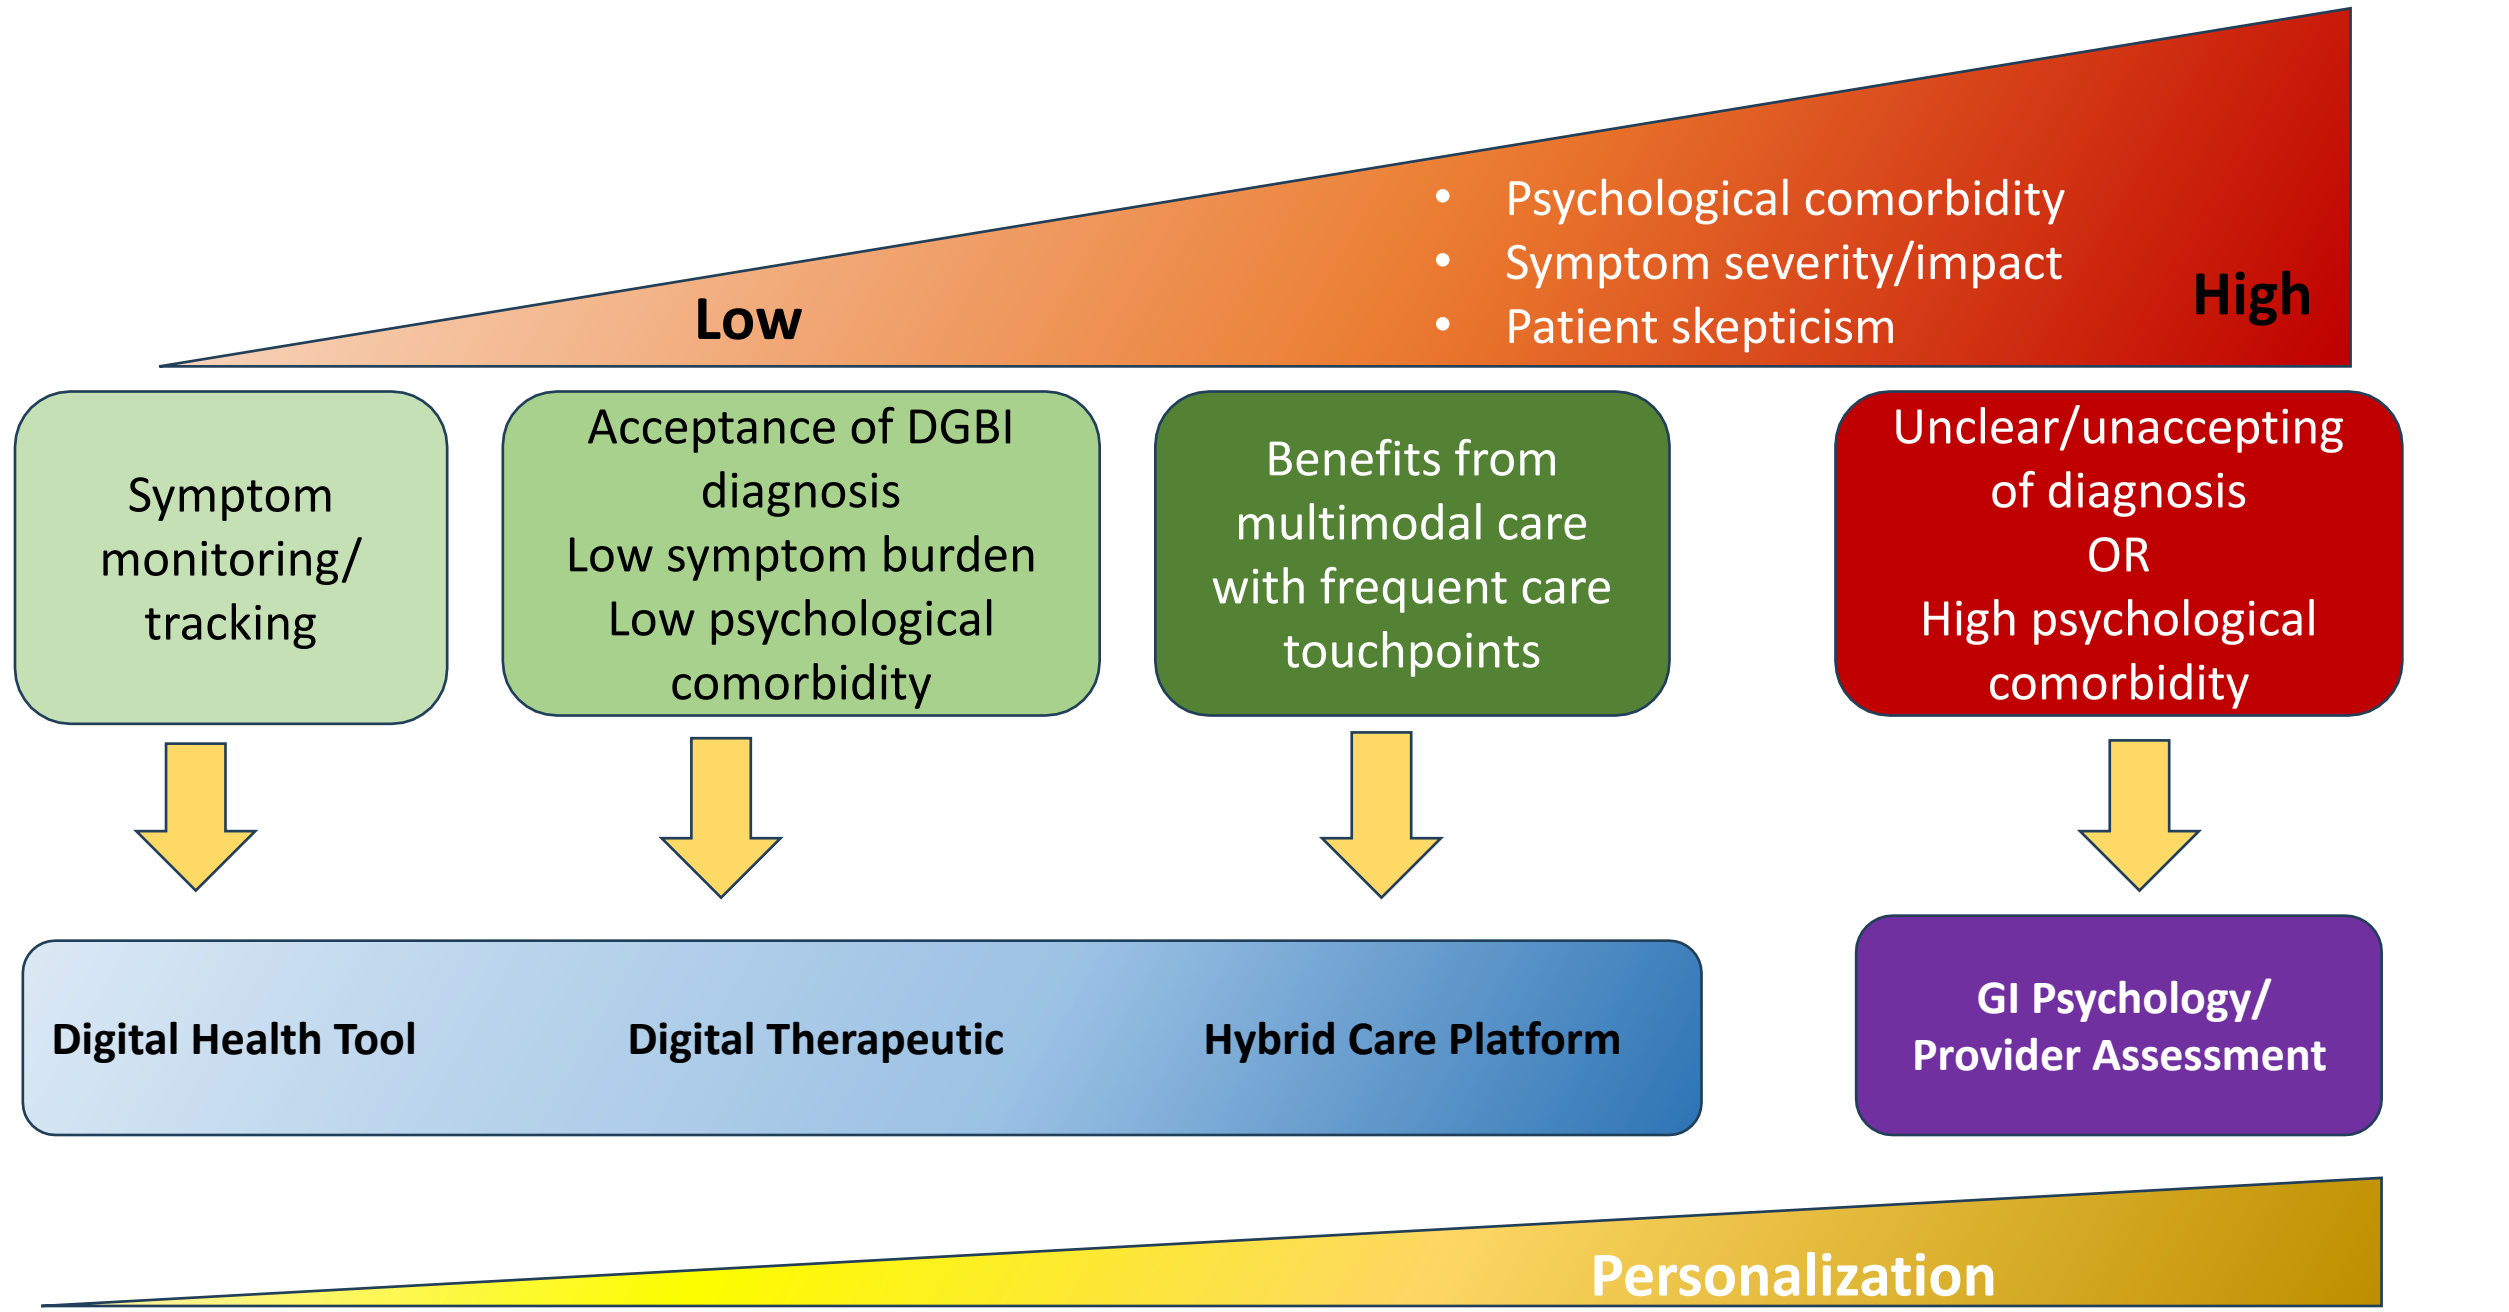 • Psychological comorbidity
• Symptom severity/impact
• Patient skepticism
Low
High
Symptom
monitoring/
tracking
Acceptance of DGBI
diagnosis
Low symptom burden
Low psychological
comorbidity
Benefits from
multimodal care
with frequent care
touchpoints
Unclear/unaccepting
of diagnosis
OR
High psychological
comorbidity
Digital Health Tool
Digital Therapeutic
Hybrid Care Platform
GI Psychology/
Provider Assessment
Personalization